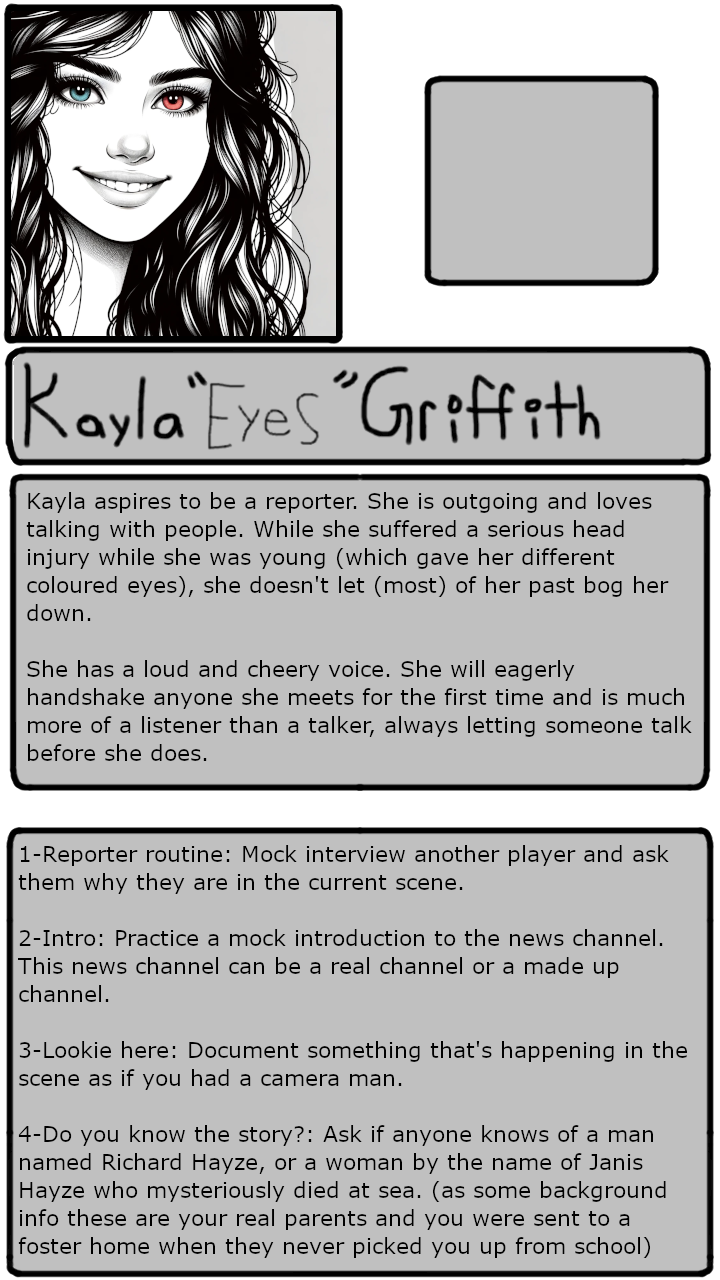 Kayla "Eyes" Griffith
Kayla aspires to be a reporter. She is outgoing and loves
talking with people. While she suffered a serious head
injury while she was young (which gave her different
coloured eyes), she doesn't let (most) of her past bog her
down.
She has a loud and cheery voice. She will eagerly
handshake anyone she meets for the first time and is much
more of a listener than a talker, always letting someone talk
before she does.
1-Reporter routine: Mock interview another player and ask
them why they are in the current scene.
2-Intro: Practice a mock introduction to the news channel.
This news channel can be a real channel or a made up
channel.
3-Lookie here: Document something that's happening in the
scene as if you had a camera man.
4-Do you know the story?: Ask if anyone knows of a man
named Richard Hayze, or a woman by the name of Janis
Hayze who mysteriously died at sea. (as some background
info these are your real parents and you were sent to a
foster home when they never picked you up from school)